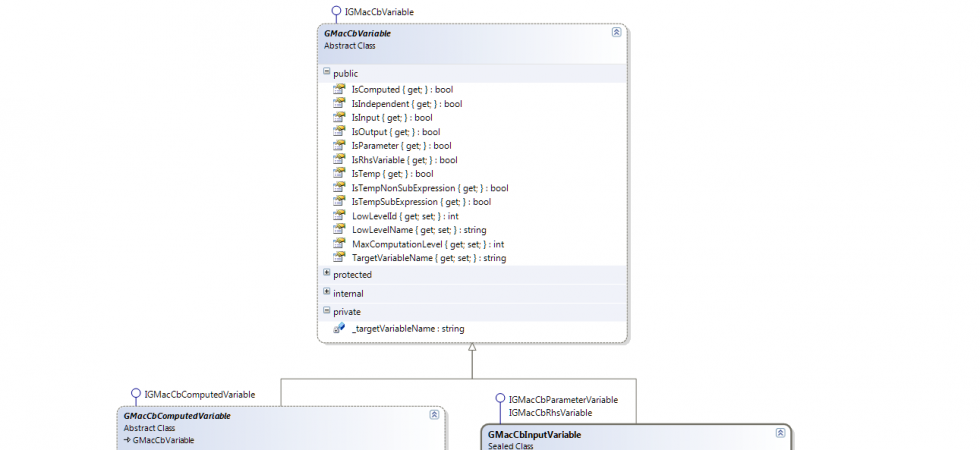 IGMacCbVariable
GMacCbVariable
Abstract Class
public
IsComputed { get; } : bool
IsIndependent { get; } : bool
IsInput { get; } : bool
IsOutput { get; } : bool
IsParameter { get; } : bool
IsRhsVariable { get; } : bool
IsTemp { get; } : bool
IsTempNonSubExpression { get; } : bool
IsTempSubExpression { get; } : bool
LowLevelId { get; set; } : int
LowLevelName { get; set; } : string
MaxComputationLevel { get; set; } : int
TargetVariableName { get; set; } : string
protected
internal
private
_targetVariableName : string
IGMacCbComputedVariable
GMacCbComputedVariable
Abstract Class
GMacCbVariable
IGMacCbParameterVariable
IGMacCbRhsVariable
GMacCbInputVariable
Sealed Class